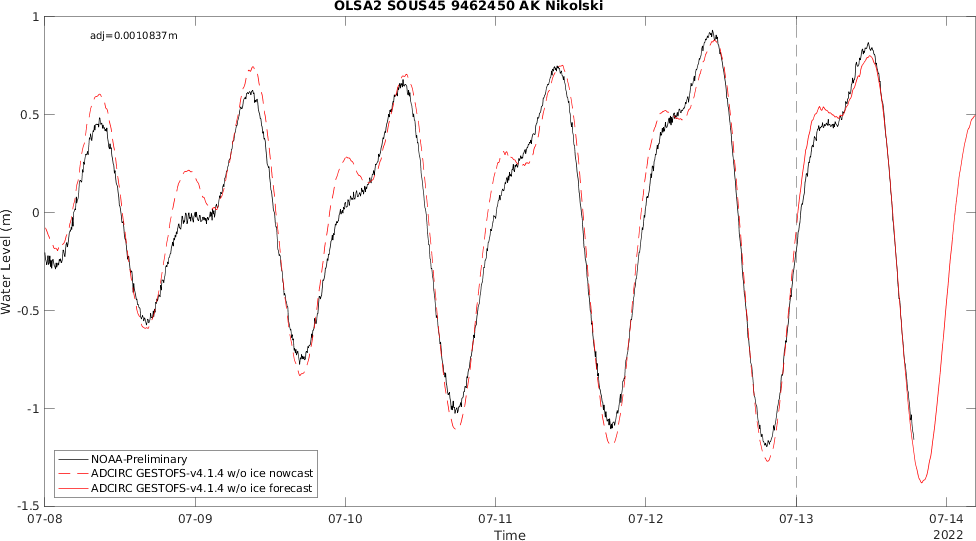 OLSA2 SOUS45 9462450 AK Nikolski
adj=0.0010837m
1
0.5
0
-0.5
-1
-1.5
Water Level (m)
NOAA-Preliminary
ADCIRC GESTOFS-v4.1.4 w/o ice nowcast
ADCIRC GESTOFS-v4.1.4 w/o ice forecast
07-08 07-09 07-10 07-11 07-12 07-13 07-14
Time
2022